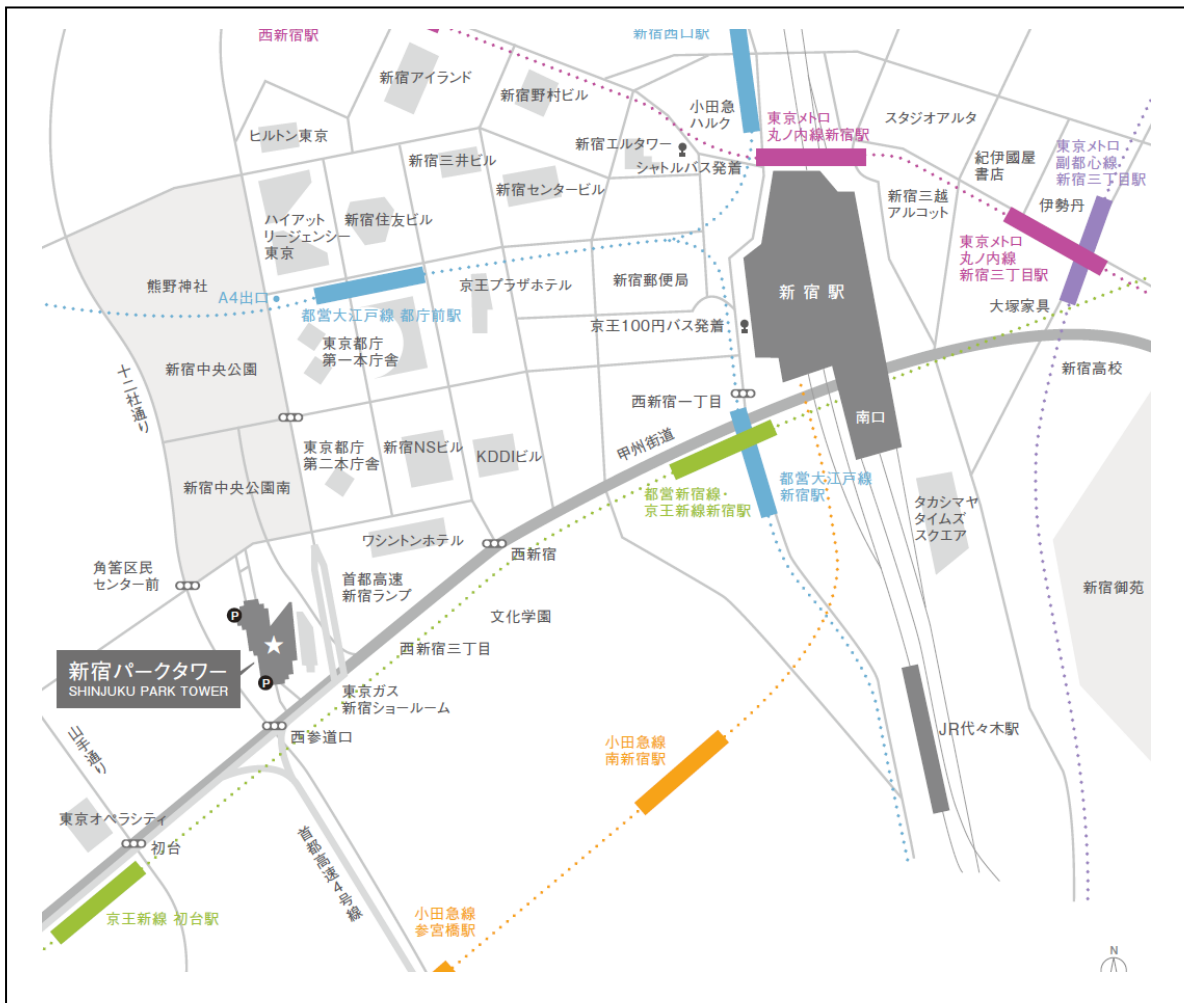 西新宿駅
新宿西口駅
新宿アイランド
新宿野村ビル
小田急
ハルク
東京メトロ
丸ノ内線新宿駅
スタジオアルタ
ヒルトン東京
新宿三井ビル
新宿エルタワー
シャトルバス発着
紀伊國屋
書店
東京メトロ
副都心線
新宿三丁目駅
新宿センタービル
新宿三越
アルコット
伊勢丹
ハイアット
リージェンシー
東京
新宿住友ビル
東京メトロ
丸ノ内線
新宿三丁目駅
熊野神社
A4出口
京王プラザホテル
新宿郵便局
新宿駅
大塚家具
都営大江戸線 都庁前駅
京王100円バス発着
東京都庁
第一本庁舎
新宿中央公園
十二社通り
新宿高校
西新宿一丁目
南口
甲州街道
東京都庁
第二本庁舎
新宿NSビル
KDDIビル
新宿中央公園南
都営新宿線・
京王新線新宿駅
都営大江戸線
新宿駅
タカシマヤ
タイムズ
スクエア
ワシントンホテル
西新宿
角筈区民
センター前
首都高速
新宿ランプ
新宿御苑
P
文化学園
西新宿三丁目
新宿パークタワー
SHINJUKU PARK TOWER
P
東京ガス
新宿ショールーム
山手通り
西参道口
小田急線
南新宿駅
JR代々木駅
東京オペラシティ
初台
首都高速4号線
京王新線 初台駅
小田急線
参宮橋駅
N